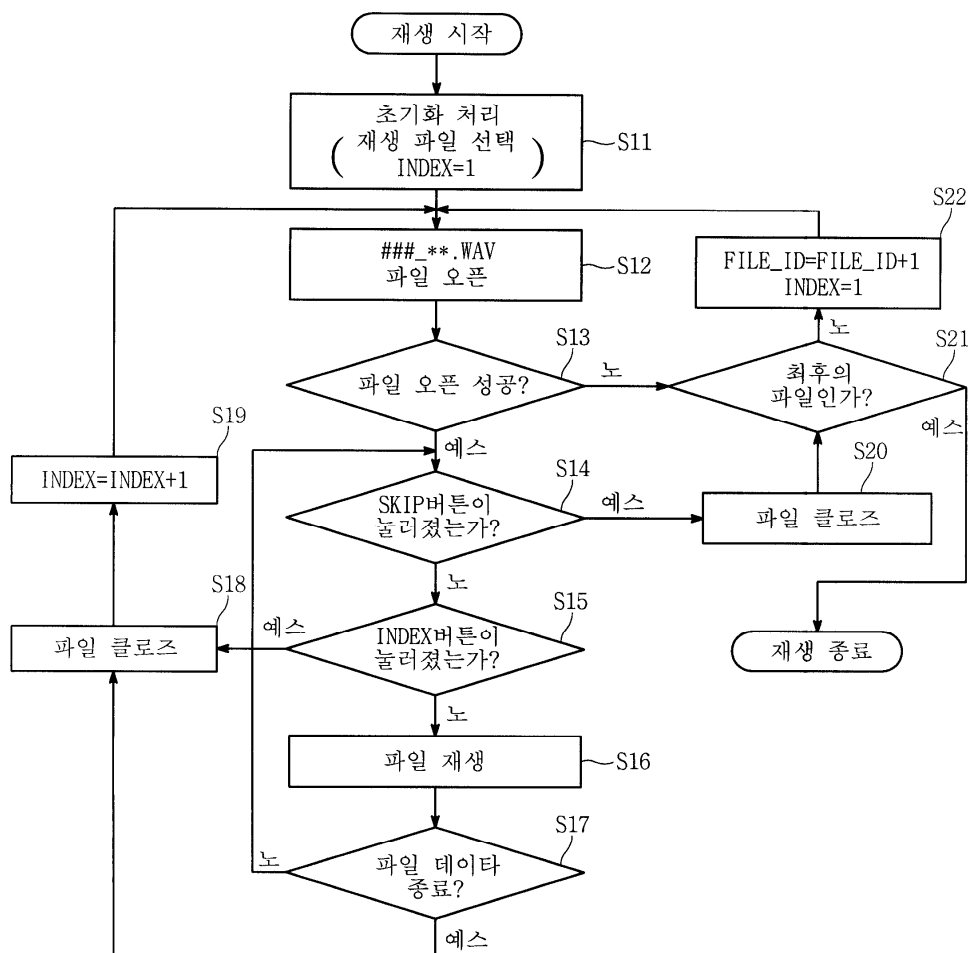 재생 시작
초기화 처리
( 재생 파일 선택 )
INDEX=1
S11
S22
###_**.WAV
파일 오픈
S12
FILE_ID=FILE_ID+1
INDEX=1
노
S13
파일 오픈 성공?
노
S21
최후의
파일인가?
예스
예스
S19
INDEX=INDEX+1
S14
SKIP버튼이
눌러졌는가?
예스
S20
파일 클로즈
노
S18
파일 클로즈
예스
S15
INDEX버튼이
눌러졌는가?
재생 종료
노
파일 재생
S16
S17
파일 데이타
종료?
노
예스